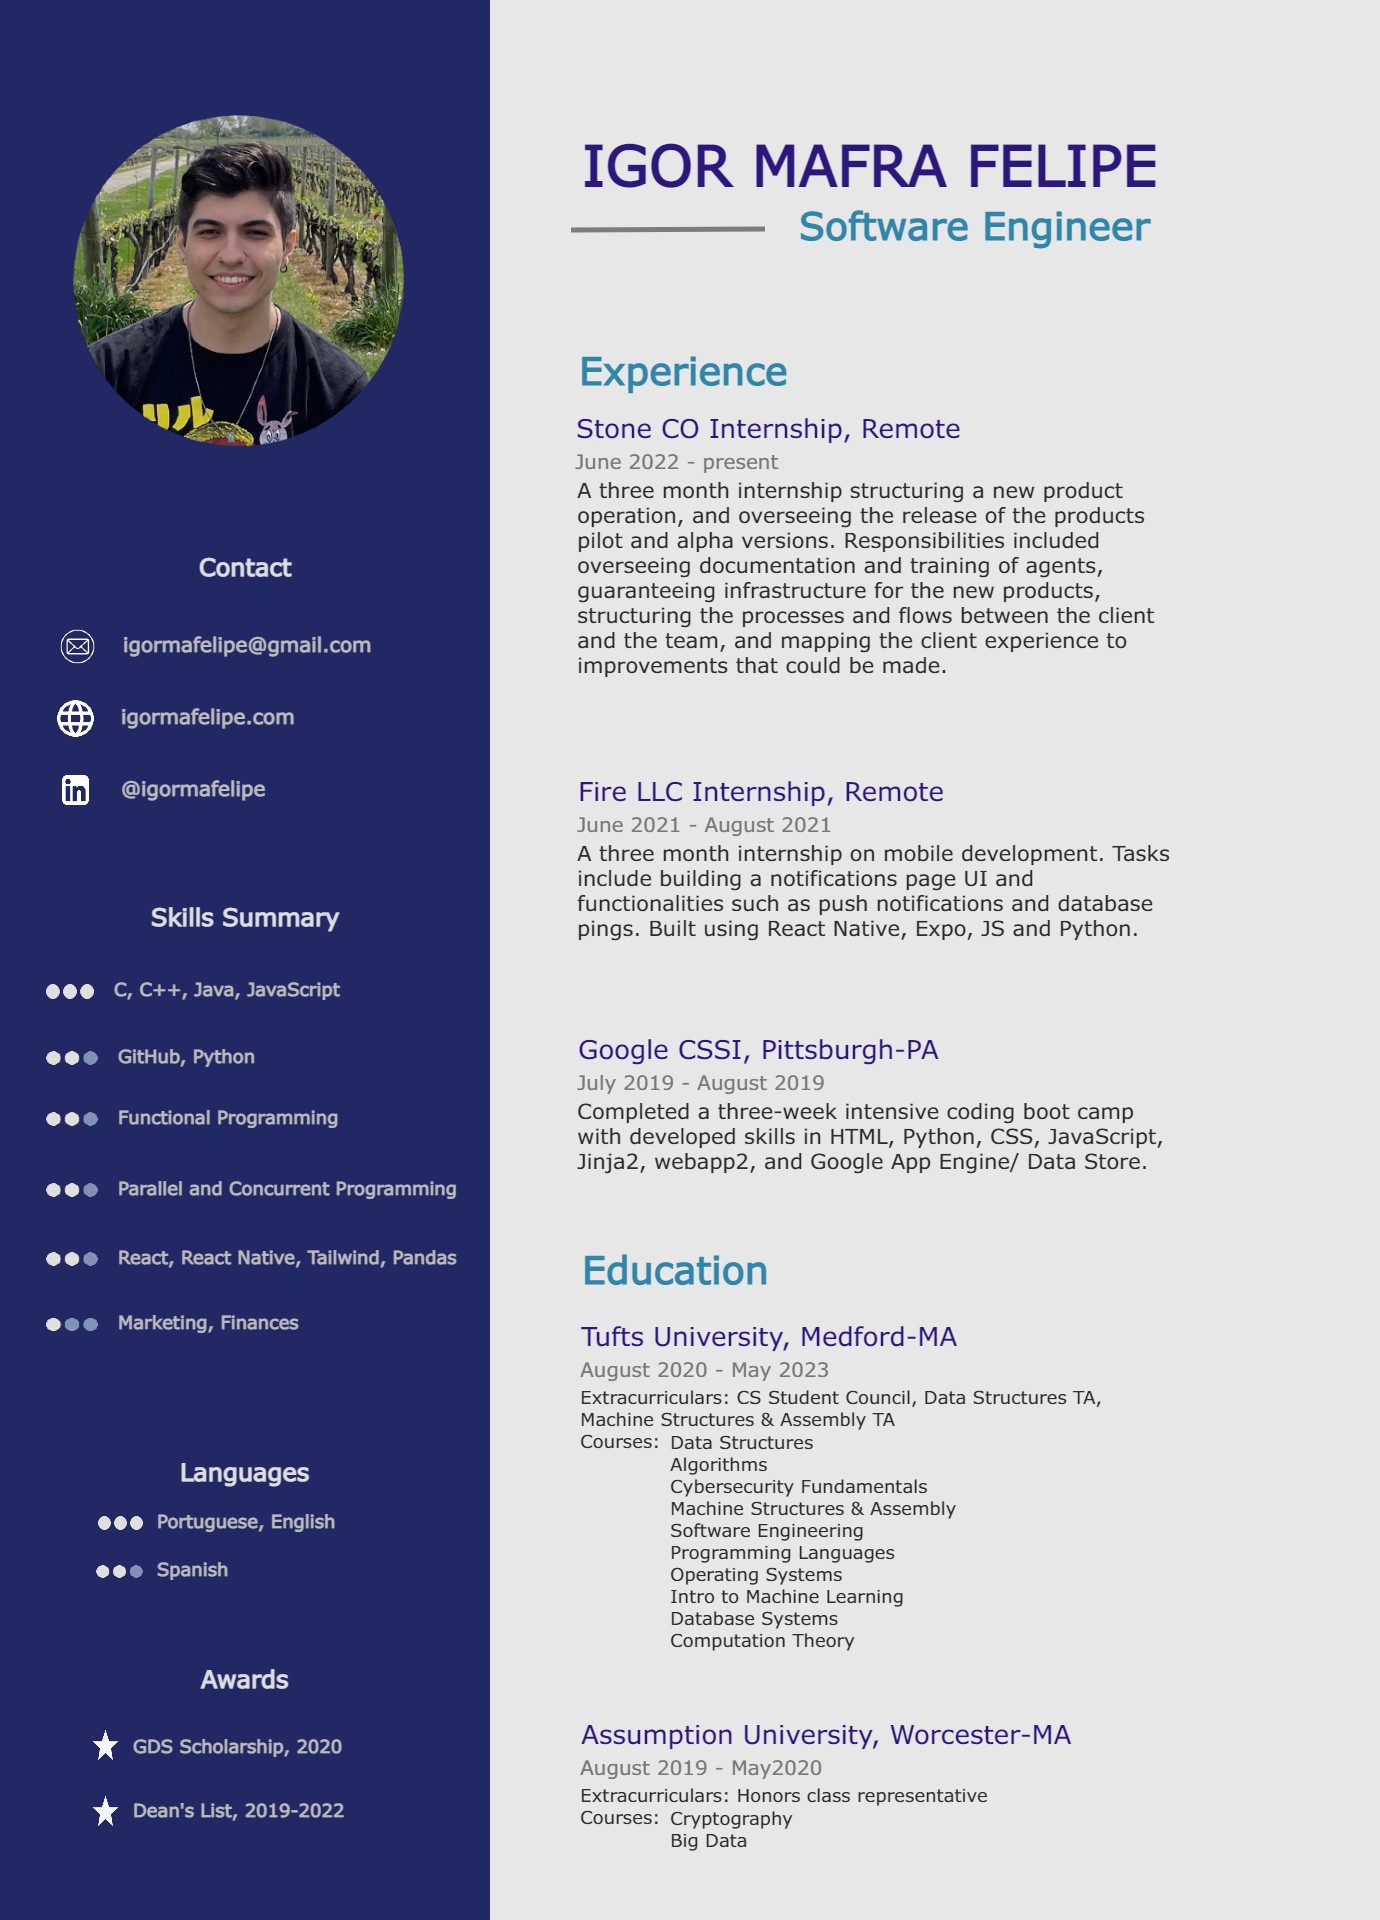 IGOR MAFRA FELIPE
Software Engineer
Contact
igormafelipe@gmail.com
igormafelipe.com
in @igormafelipe
Skills Summary
C, C++, Java, JavaScript
GitHub, Python
Functional Programming
Parallel and Concurrent Programming
React, React Native, Tailwind, Pandas
Marketing, Finances
Languages
Portuguese, English
Spanish
Awards
GDS Scholarship, 2020
Dean's List, 2019-2022
Experience
Stone CO Internship, Remote
June 2022 - present
A three month internship structuring a new product
operation, and overseeing the release of the products
pilot and alpha versions. Responsibilities included
overseeing documentation and training of agents,
guaranteeing infrastructure for the new products,
structuring the processes and flows between the client
and the team, and mapping the client experience to
improvements that could be made.
Fire LLC Internship, Remote
June 2021 - August 2021
A three month internship on mobile development. Tasks
include building a notifications page UI and
functionalities such as push notifications and database
pings. Built using React Native, Expo, JS and Python.
Google CSSI, Pittsburgh-PA
July 2019 - August 2019
Completed a three-week intensive coding boot camp
with developed skills in HTML, Python, CSS, JavaScript,
Jinja2, webapp2, and Google App Engine/ Data Store.
Education
Tufts University, Medford-MA
August 2020 - May 2023
Extracurriculars: CS Student Council, Data Structures TA,
Machine Structures & Assembly TA
Courses: Data Structures
Algorithms
Cybersecurity Fundamentals
Machine Structures & Assembly
Software Engineering
Programming Languages
Operating Systems
Intro to Machine Learning
Database Systems
Computation Theory
Assumption University, Worcester-MA
August 2019 - May2020
Extracurriculars: Honors class representative
Courses: Cryptography
Big Data